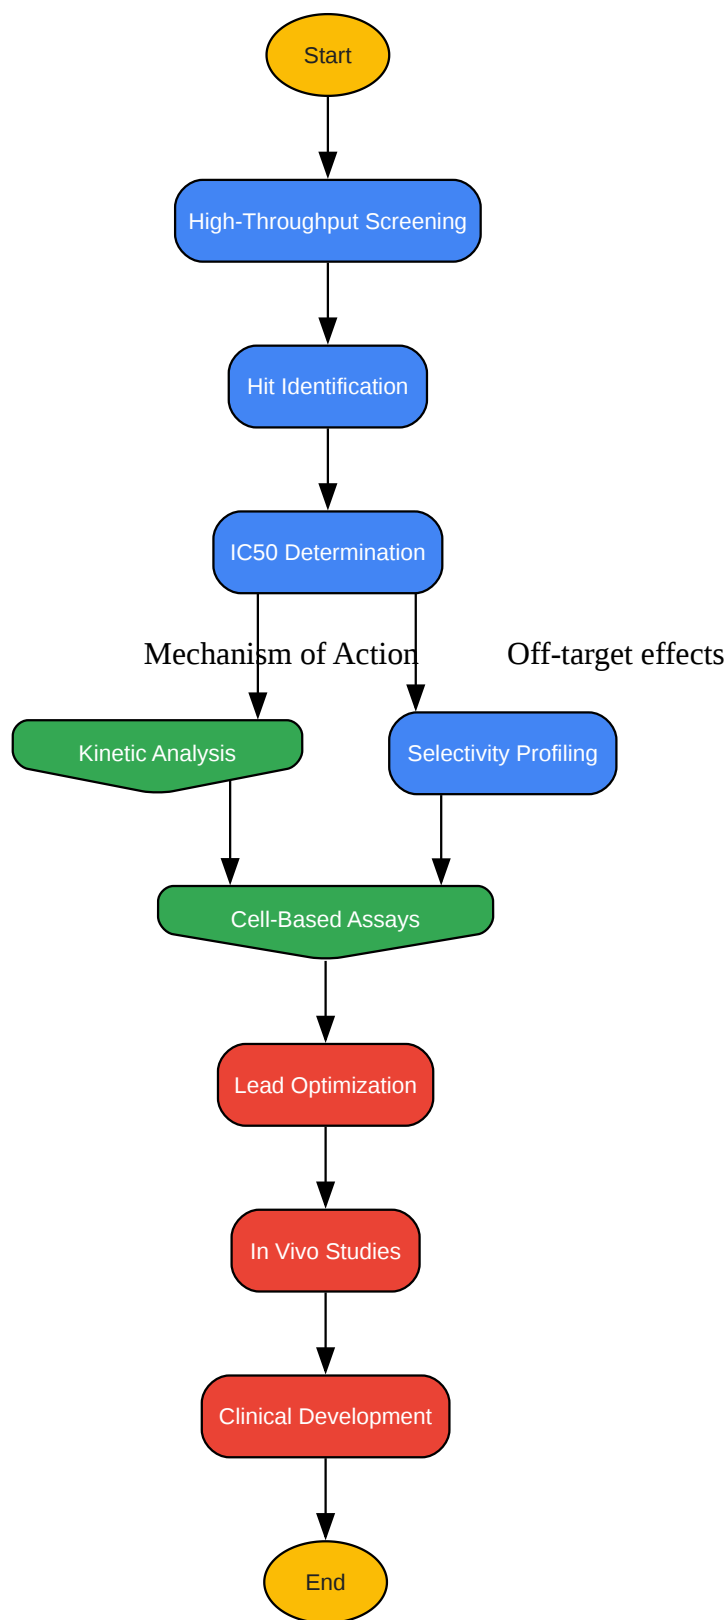 Start
High-Throughput Screening
Hit Identification
IC50 Determination
Mechanism of Action
Off-target effects
Kinetic Analysis
Selectivity Profiling
Cell-Based Assays
Lead Optimization
In Vivo Studies
Clinical Development
End